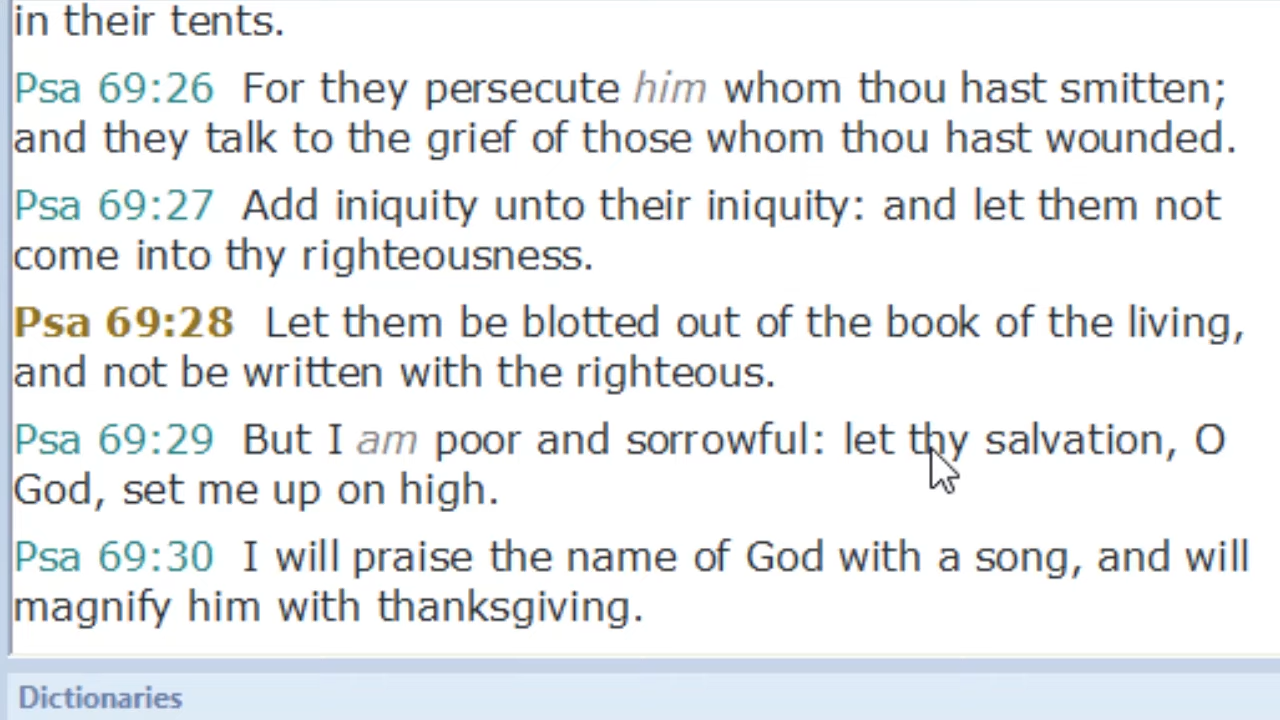 in their tents.
Psa 69:26 For they persecute him whom thou hast smitten;
and they talk to the grief of those whom thou hast wounded.
Psa 69:27 Add iniquity unto their iniquity: and let them not
come into thy righteousness.
Psa 69:28 Let them be blotted out of the book of the living,
and not be written with the righteous.
Psa 69:29 But I am poor and sorrowful: let thy salvation, O
God, set me up on high.
Psa 69:30 I will praise the name of God with a song, and will
magnify him with thanksgiving.
Dictionaries